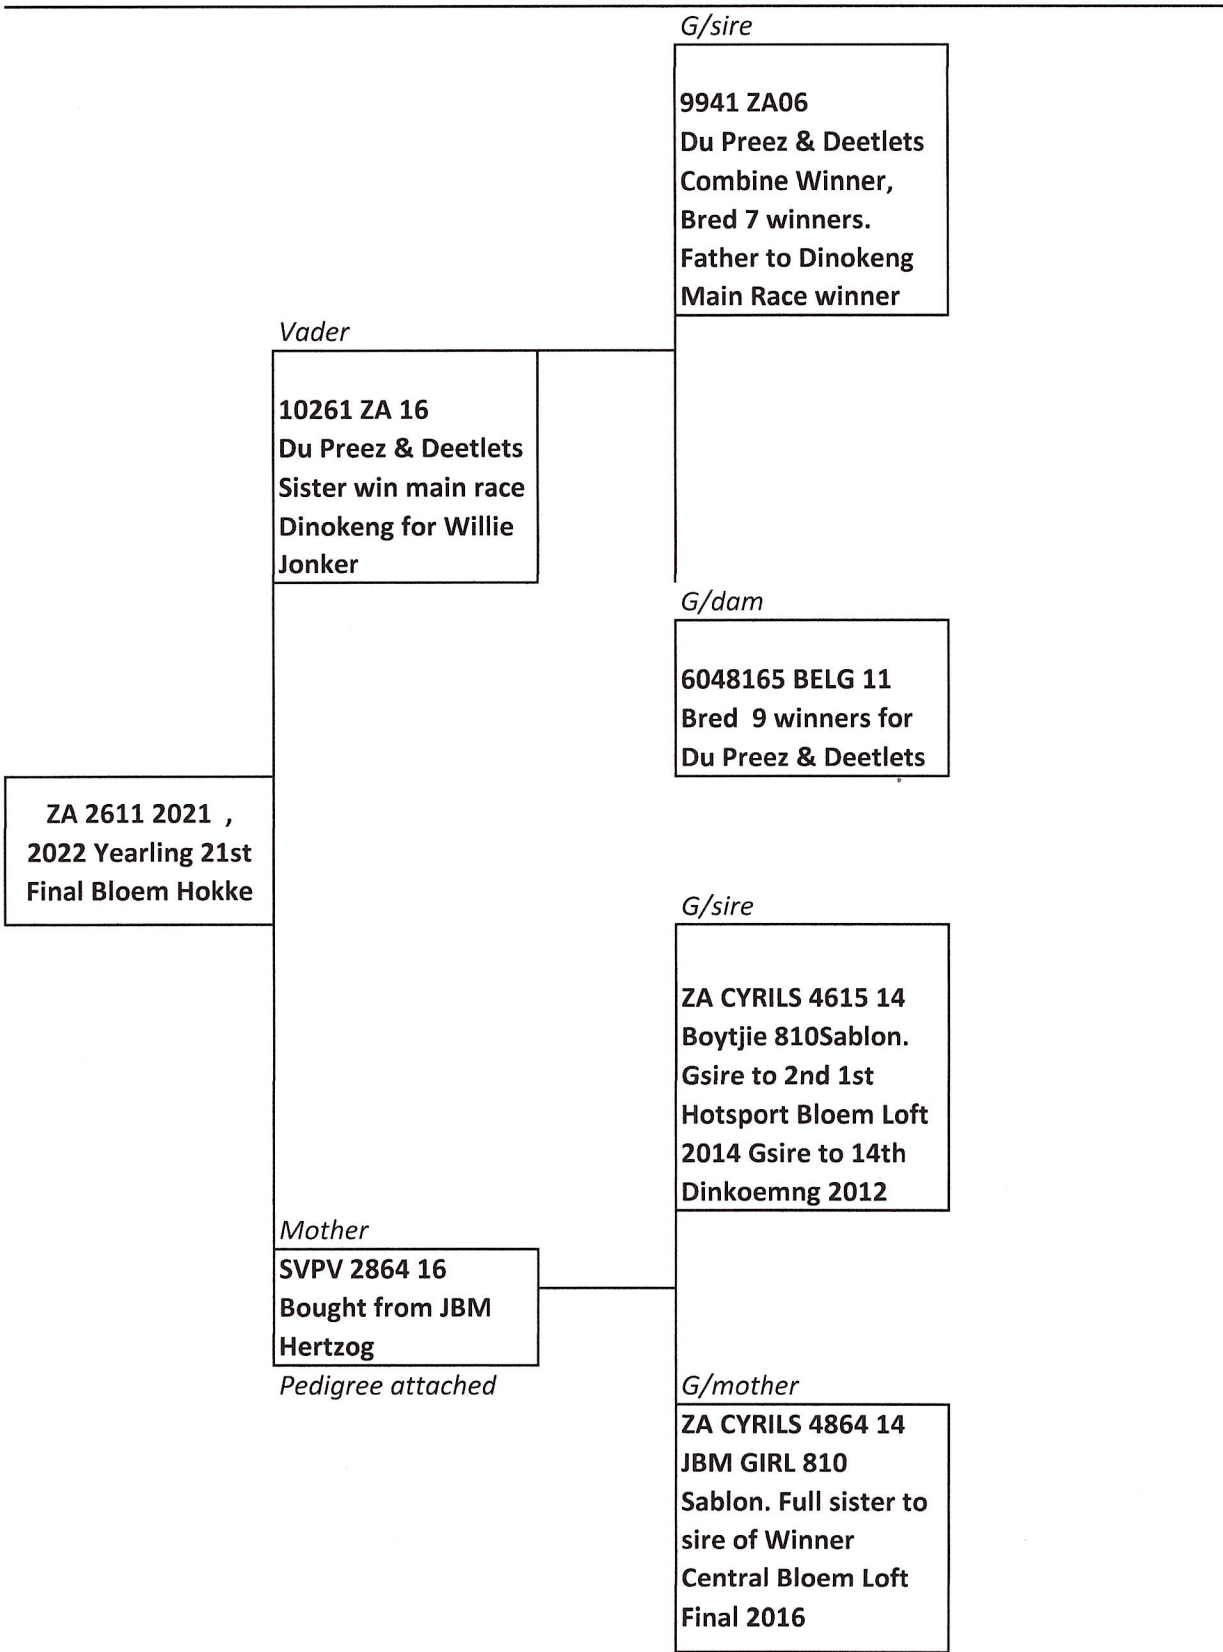 G/sire
9941 ZA06
Du Preez & Deetlets
Combine Winner,
Bred 7 winners.
Father to Dinokeng
Main Race winner
Vader
10261 ZA 16
Du Preez & Deetlets
Sister win main race
Dinokeng for Willie
Jonker
G/dam
6048165 BELG 11
Bred 9 winners for
Du Preez & Deetlets
ZA 2611 2021 ,
2022 Yearling 21st
Final Bloem Hokke
G/sire
ZA CYRILS 4615 14
Boytjie 810Sablon.
Gsire to 2nd 1st
Hotsport Bloem Loft
2014 Gsire to 14th
Dinkoemng 2012
Mother
SVPV 2864 16
Bought from JBM
Hertzog
Pedigree attached
G/mother
ZA CYRILS 4864 14
JBM GIRL 810
Sablon. Full sister to
sire of Winner
Central Bloem Loft
Final 2016